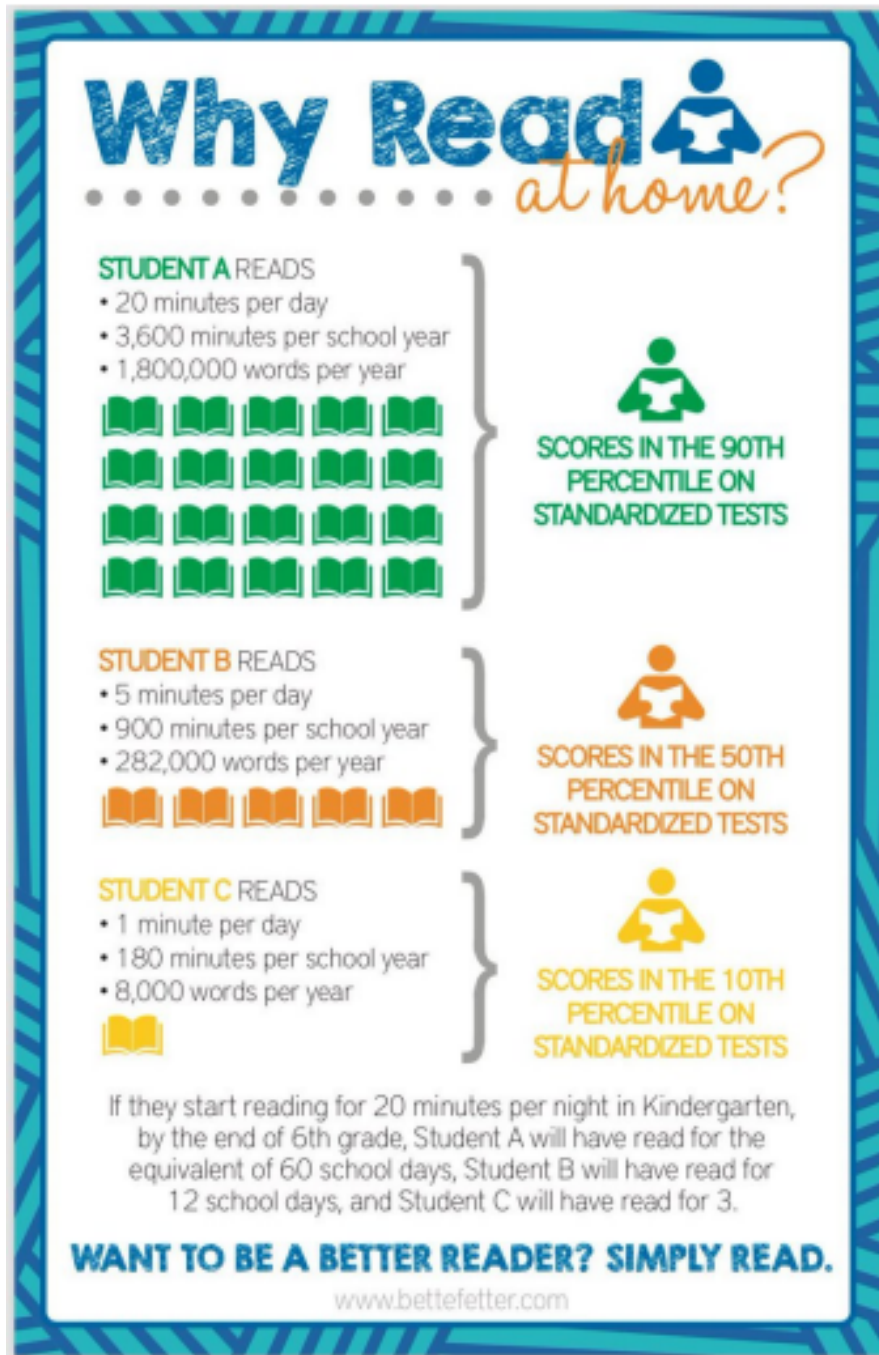 Why Read
at home?
STUDENT A READS
• 20 minutes per day
• 3,600 minutes per school year
• 1,800,000 words per year
SCORES IN THE 90TH
PERCENTILE ON
STANDARDIZED TESTS
STUDENT B READS
• 5 minutes per day
• 900 minutes per school year
• 282,000 words per year
SCORES IN THE 50TH
PERCENTILE ON
STANDARDIZED TESTS
STUDENT C READS
• 1 minute per day
• 180 minutes per school year
• 8,000 words per year
SCORES IN THE 10TH
PERCENTILE ON
STANDARDIZED TESTS
If they start reading for 20 minutes per night in Kindergarten,
by the end of 6th grade, Student A will have read for the
equivalent of 60 school days, Student B will have read for
12 school days, and Student C will have read for 3.
WANT TO BE A BETTER READER? SIMPLY READ.
www.bettefetter.com